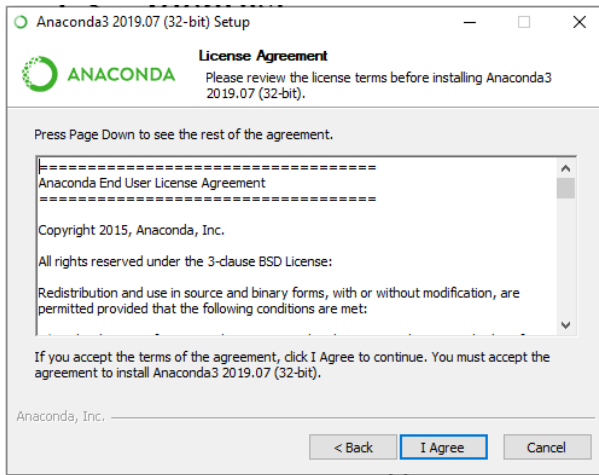 Anaconda3 2019.07 (32-bit) Setup
ANACONDA
License Agreement
Please review the license terms before installing Anaconda3
2019.07 (32-bit).
Press Page Down to see the rest of the agreement.
===================================
Anaconda End User License Agreement
===================================
Copyright 2015, Anaconda, Inc.
All rights reserved under the 3-clause BSD License:
Redistribution and use in source and binary forms, with or without modification, are
permitted provided that the following conditions are met:
If you accept the terms of the agreement, click I Agree to continue. You must accept the
agreement to install Anaconda3 2019.07 (32-bit).
Anaconda, Inc.
< Back
I Agree
Cancel